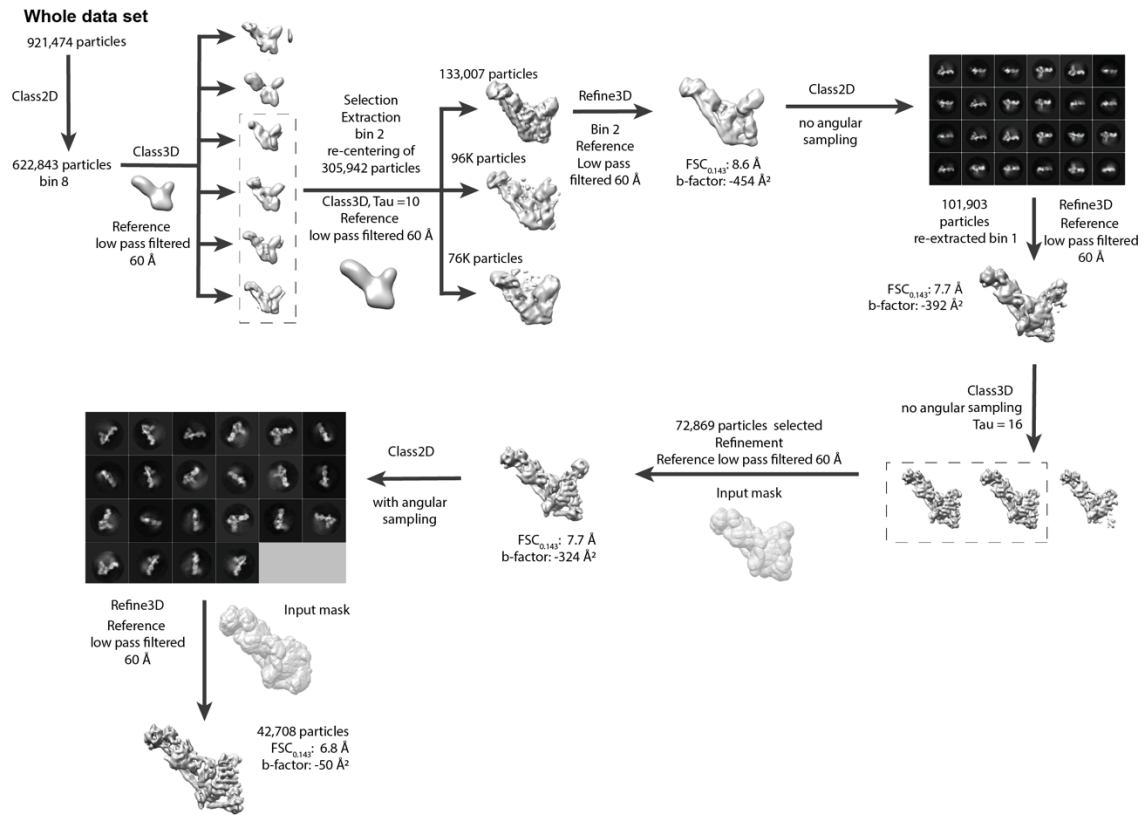 Whole data set
921,474 particles
Class2D
622,843 particles
bin 8
Class3D
Reference
low pass filtered
60 Å
Selection
Extraction
bin 2
re-centering of
305,942 particles
Class3D, Tau =10
Reference
low pass filtered 60 Å
133,007 particles
96K particles
76K particles
Refine3D
Bin 2
Reference
Low pass
filtered 60 Å
FSC0.143: 8.6 Å
b-factor: -454 Å²
Class2D
no angular
sampling
101,903
particles
re-extracted bin 1
Refine3D
Reference
low pass filtered
60 Å
FSC0.143: 7.7 Å
b-factor: -392 Å²
Class3D
no angular sampling
Tau = 16
72,869 particles selected
Refinement
Reference low pass filtered 60 Å
Input mask
FSC0.143: 7.7 Å
b-factor: -324 Å²
Class2D
with angular
sampling
Refine3D
Reference
low pass filtered
60 Å
Input mask
42,708 particles
FSC0.143: 6.8 Å
b-factor: -50 Å²